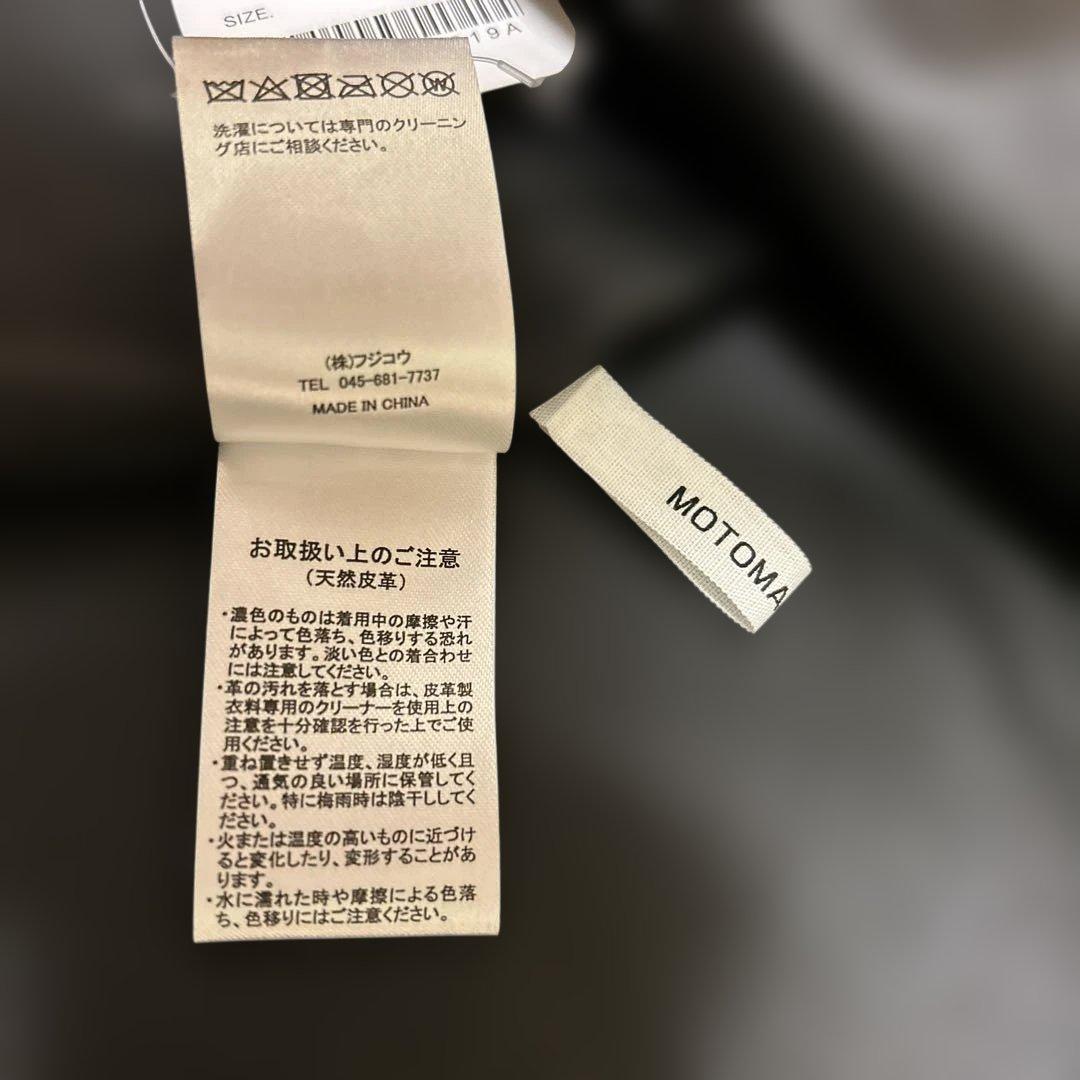 SIZE.
19A
洗濯については専門のクリーニン
グ店にご相談ください。
(株)フジコウ
TEL 045-681-7737
MADE IN CHINA
お取扱い上のご注意
(天然皮革)
・濃色のものは着用中の摩擦や汗
によって色落ち、色移りする恐れ
があります。淡い色との着合わせ
には注意してください。
・革の汚れを落とす場合は、皮革製
衣料専用のクリーナーを使用上の
注意を十分確認を行った上でご使
用ください。
・重ね置きせず温度、湿度が低く且
つ、通気の良い場所に保管してく
ださい。特に梅雨時は陰干ししてく
ださい。
・火または温度の高いものに近づけ
ると変化したり、変形することがあ
ります。
・水に濡れた時や摩擦による色落
ち、色移りにはご注意ください。
MOTOMA